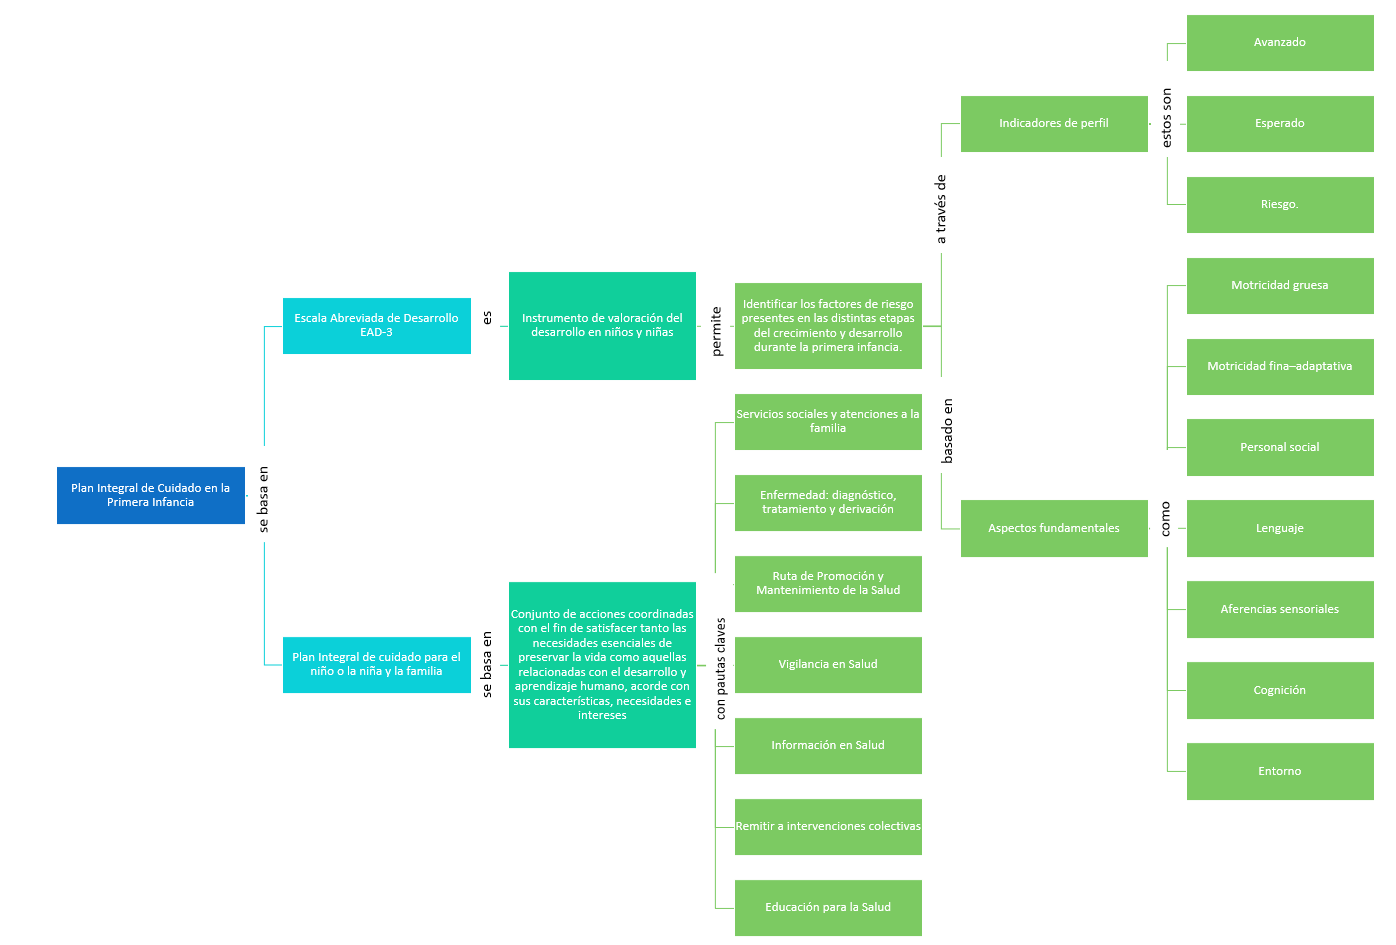 Plan Integral de Cuidado en la
Primera Infancia
se basa en
Escala Abreviada de Desarrollo
EAD-3
es
Instrumento de valoración del
desarrollo en niños y niñas
permite
Identificar los factores de riesgo
presentes en las distintas etapas
del crecimiento y desarrollo
durante la primera infancia.
a través de
Indicadores de perfil
estos son
Avanzado
Esperado
Riesgo.
basado en
Aspectos fundamentales
como
Motricidad gruesa
Motricidad fina–adaptativa
Personal social
Lenguaje
Aferencias sensoriales
Cognición
Entorno
Plan Integral de cuidado para el
niño o la niña y la familia
se basa en
Conjunto de acciones coordinadas
con el fin de satisfacer tanto las
necesidades esenciales de
preservar la vida como aquellas
relacionadas con el desarrollo y
aprendizaje humano, acorde con
sus características, necesidades e
intereses
con pautas claves
Servicios sociales y atenciones a la
familia
Enfermedad: diagnóstico,
tratamiento y derivación
Ruta de Promoción y
Mantenimiento de la Salud
Vigilancia en Salud
Información en Salud
Remitir a intervenciones colectivas
Educación para la Salud